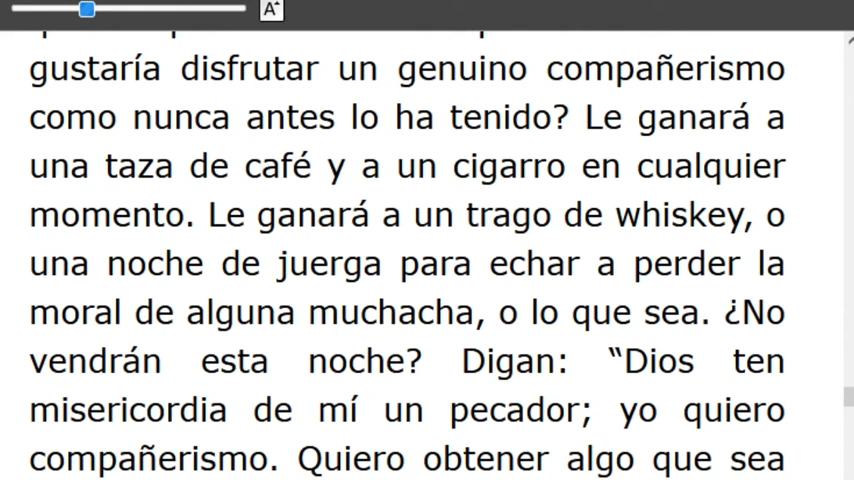 gustaría disfrutar un genuino compañerismo
como nunca antes lo ha tenido? Le ganará a
una taza de café y a un cigarro en cualquier
momento. Le ganará a un trago de whiskey, o
una noche de juerga para echar a perder la
moral de alguna muchacha, o lo que sea. ¿No
vendrán esta noche? Digan: “Dios ten
misericordia de mí un pecador; yo quiero
compañerismo. Quiero obtener algo que sea